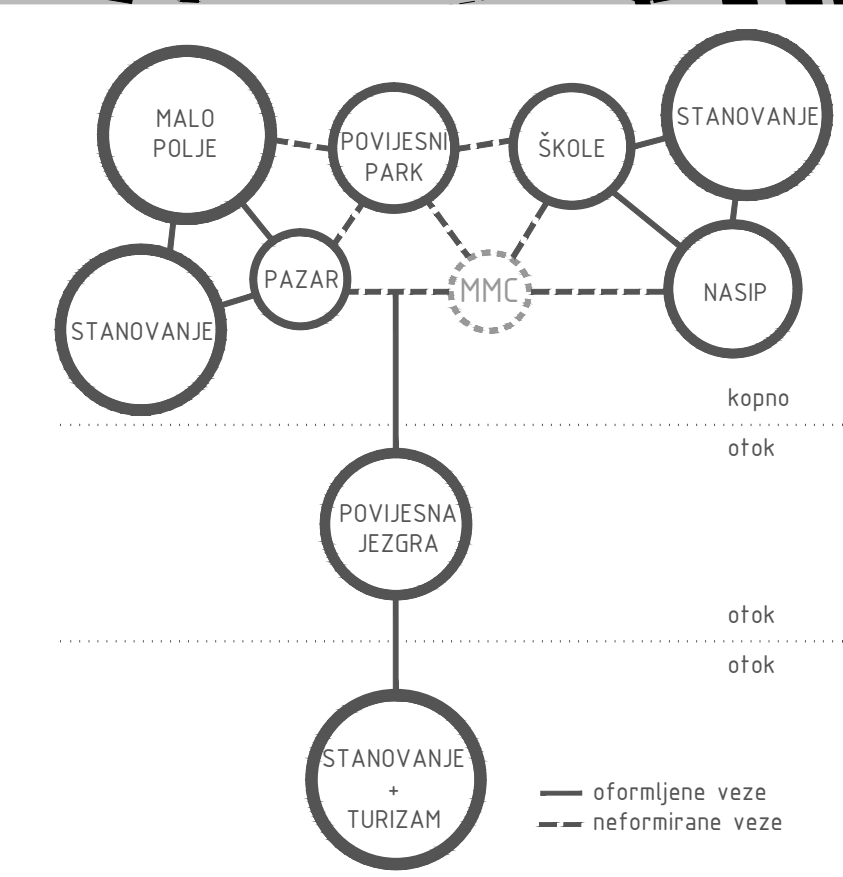 MALO
POLJE
POVIJESNI
PARK
ŠKOLE
STANOVANJE
STANOVANJE
PAZAR
MMC
NASIP
kopno
otok
POVIJESNA
JEZGRA
otok
otok
STANOVANJE
+
TURIZAM
oformljene veze
neformirane veze